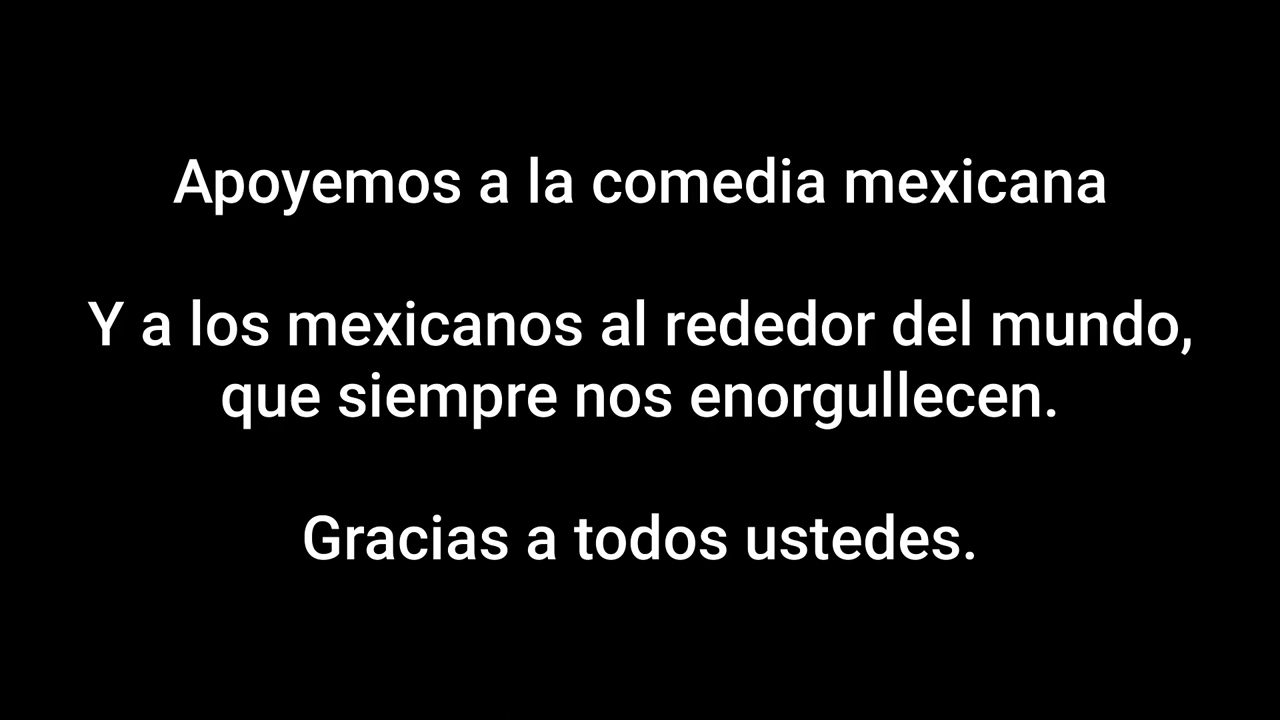 Apoyemos a la comedia mexicana
Y a los mexicanos al rededor del mundo,
que siempre nos enorgullecen.
Gracias a todos ustedes.